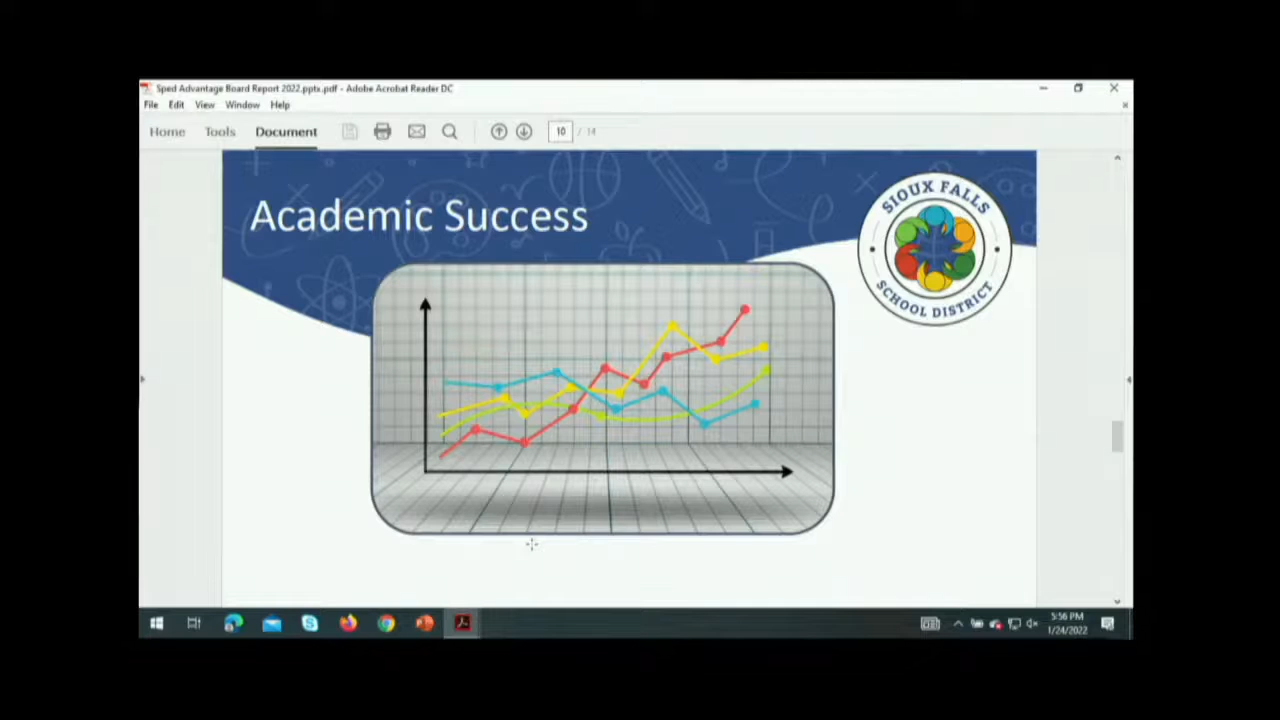 Sped Advantage Board Report 2022.pptx.pdf - Adobe Acrobat Reader DC
File Edit View Window Help
Home Tools Document 10 / 14
Academic Success
SIOUX FALLS
SCHOOL DISTRICT
5:56 PM
1/24/2022